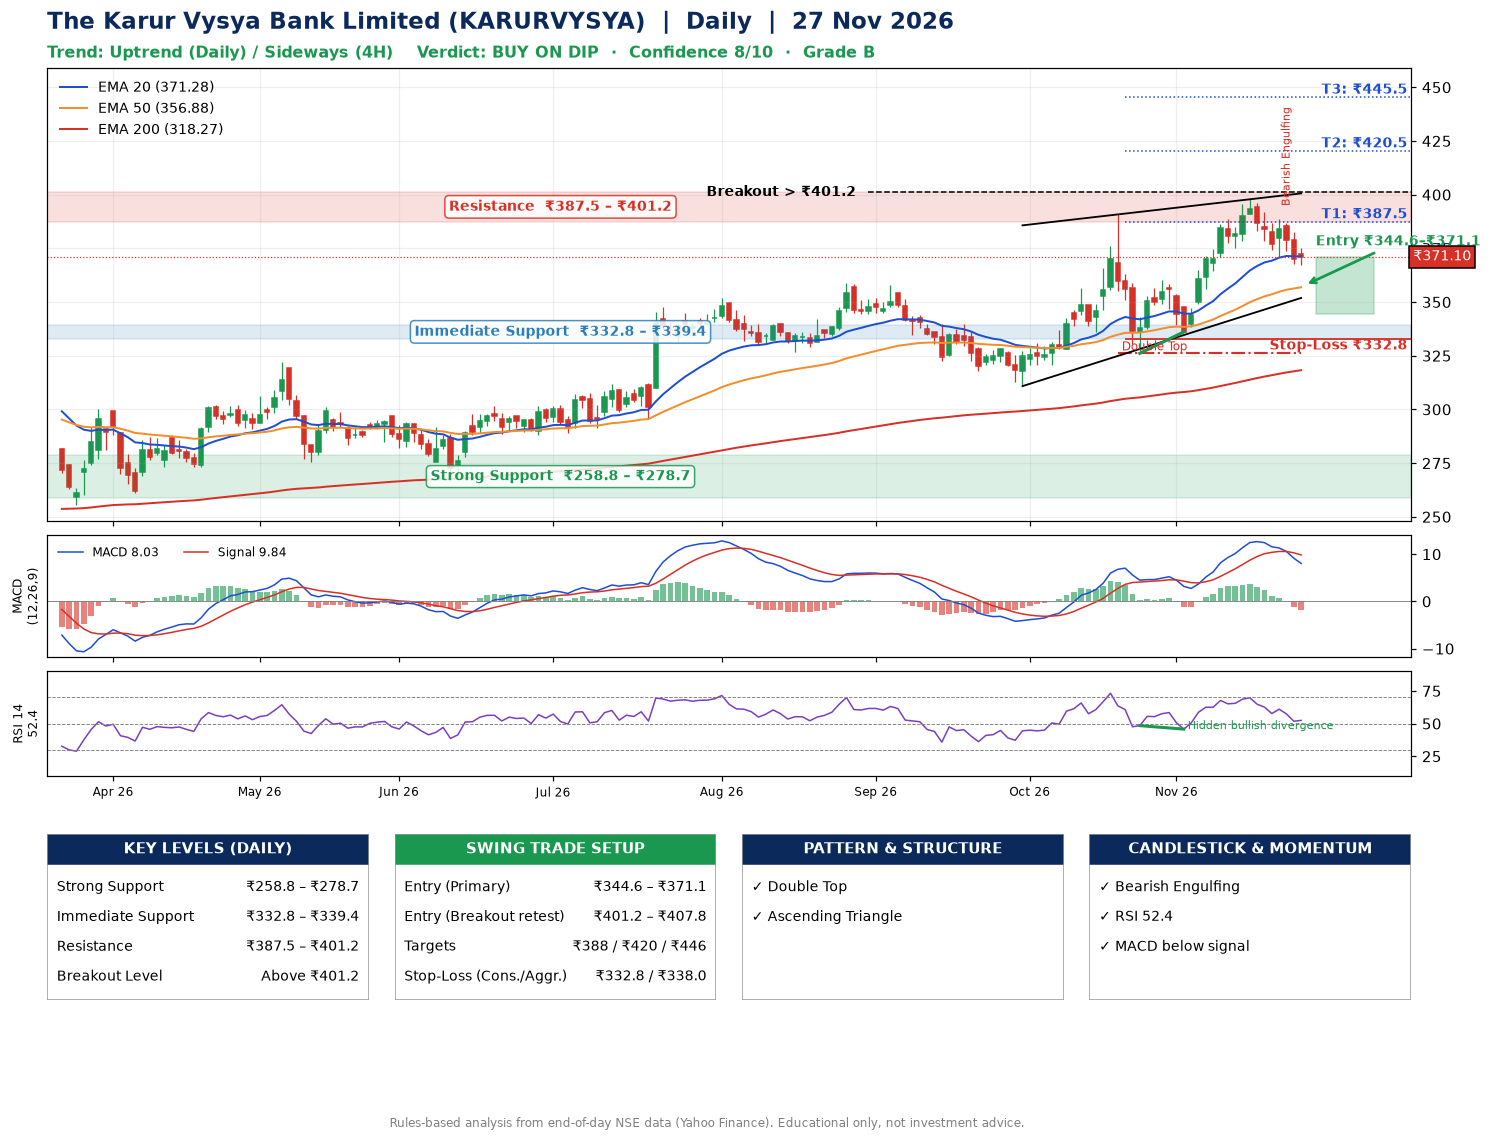 The Karur Vysya Bank Limited (KARURVYSYA)  |  Daily  |  27 Nov 2026
Trend: Uptrend (Daily) / Sideways (4H)    Verdict: BUY ON DIP  ·  Confidence 8/10  ·  Grade B
EMA 20 (371.28)
EMA 50 (356.88)
EMA 200 (318.27)
T3: ₹445.5
T2: ₹420.5
Bearish Engulfing
Breakout > ₹401.2
Resistance  ₹387.5 – ₹401.2
T1: ₹387.5
Entry ₹344.6–₹371.1
₹371.10
Immediate Support  ₹332.8 – ₹339.4
Double Top
Stop-Loss ₹332.8
Strong Support  ₹258.8 – ₹278.7
450
425
400
350
325
300
275
250
MACD 8.03
Signal 9.84
MACD
(12,26,9)
10
0
−10
RSI 14
52.4
75
50
25
Hidden bullish divergence
Apr 26
May 26
Jun 26
Jul 26
Aug 26
Sep 26
Oct 26
Nov 26
KEY LEVELS (DAILY)
Strong Support ₹258.8 – ₹278.7
Immediate Support ₹332.8 – ₹339.4
Resistance ₹387.5 – ₹401.2
Breakout Level Above ₹401.2
SWING TRADE SETUP
Entry (Primary) ₹344.6 – ₹371.1
Entry (Breakout retest) ₹401.2 – ₹407.8
Targets ₹388 / ₹420 / ₹446
Stop-Loss (Cons./Aggr.) ₹332.8 / ₹338.0
PATTERN & STRUCTURE
✓ Double Top
✓ Ascending Triangle
CANDLESTICK & MOMENTUM
✓ Bearish Engulfing
✓ RSI 52.4
✓ MACD below signal
Rules-based analysis from end-of-day NSE data (Yahoo Finance). Educational only, not investment advice.